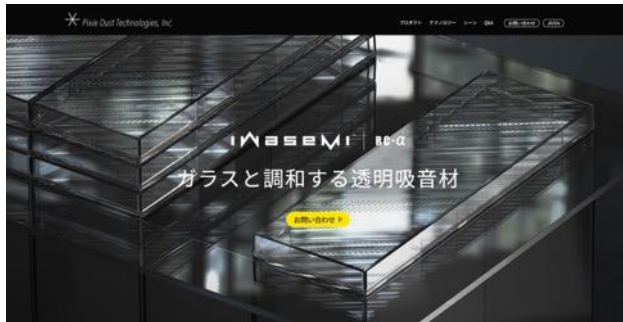 Pixie Dust Technologies, Inc.
プロダクト テクノロジー シーン Q&A お問い合わせ JP/EN
iwasemi RC-α
ガラスと調和する透明吸音材
お問い合わせ